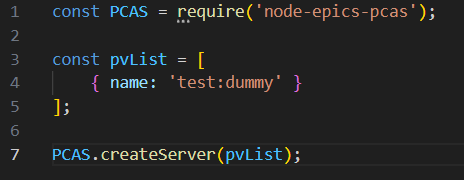 1 const PCAS = require('node-epics-pcas');
2
3 const pvList = [
4     { name: 'test:dummy' }
5 ];
6
7 PCAS.createServer(pvList);